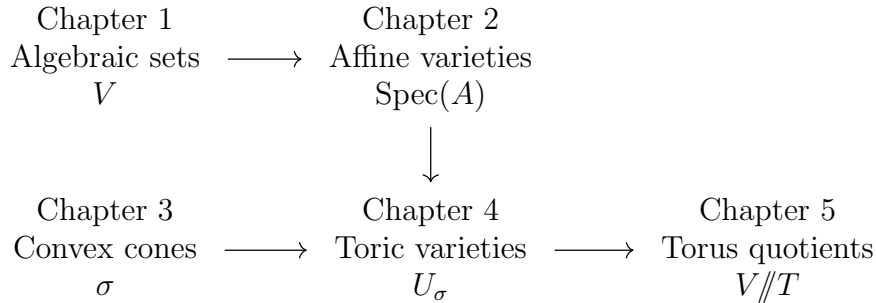 Chapter 1
Algebraic sets
V
Chapter 2
Affine varieties
Spec(A)
Chapter 3
Convex cones
σ
Chapter 4
Toric varieties
U_σ
Chapter 5
Torus quotients
V//T